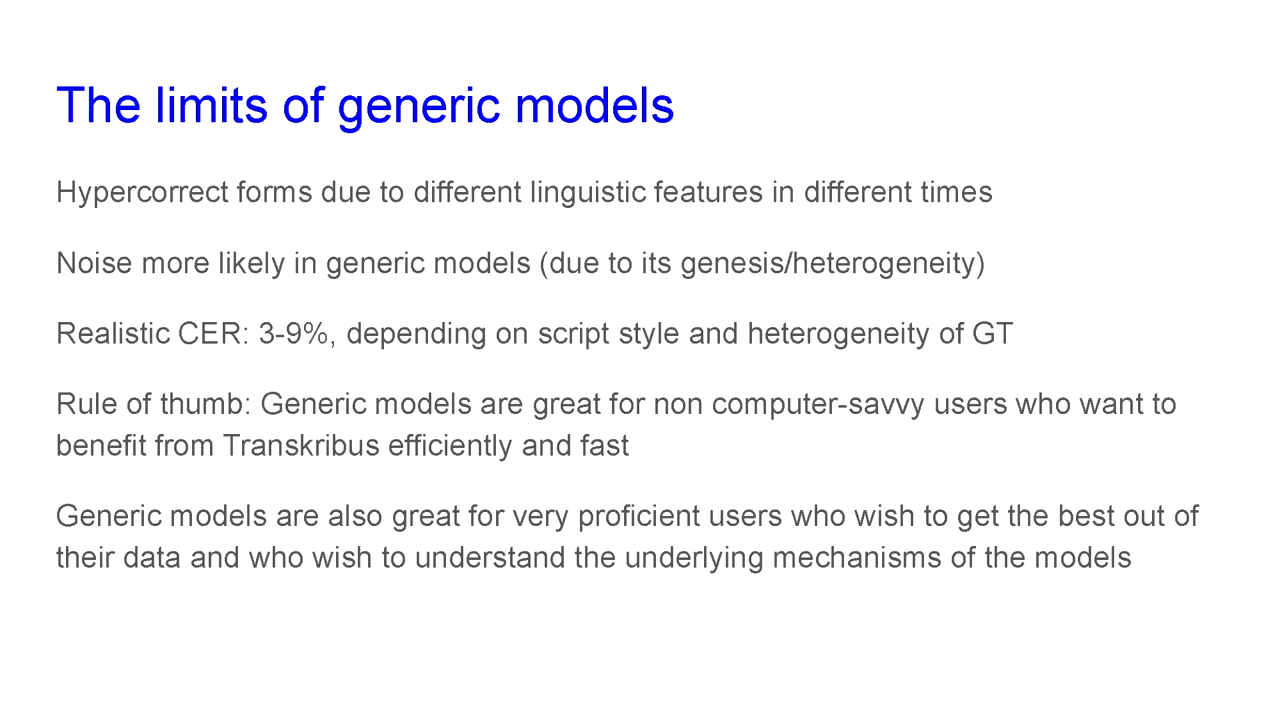 The limits of generic models
Hypercorrect forms due to different linguistic features in different times
Noise more likely in generic models (due to its genesis/heterogeneity)
Realistic CER: 3-9%, depending on script style and heterogeneity of GT
Rule of thumb: Generic models are great for non computer-savvy users who want to
benefit from Transkribus efficiently and fast
Generic models are also great for very proficient users who wish to get the best out of
their data and who wish to understand the underlying mechanisms of the models